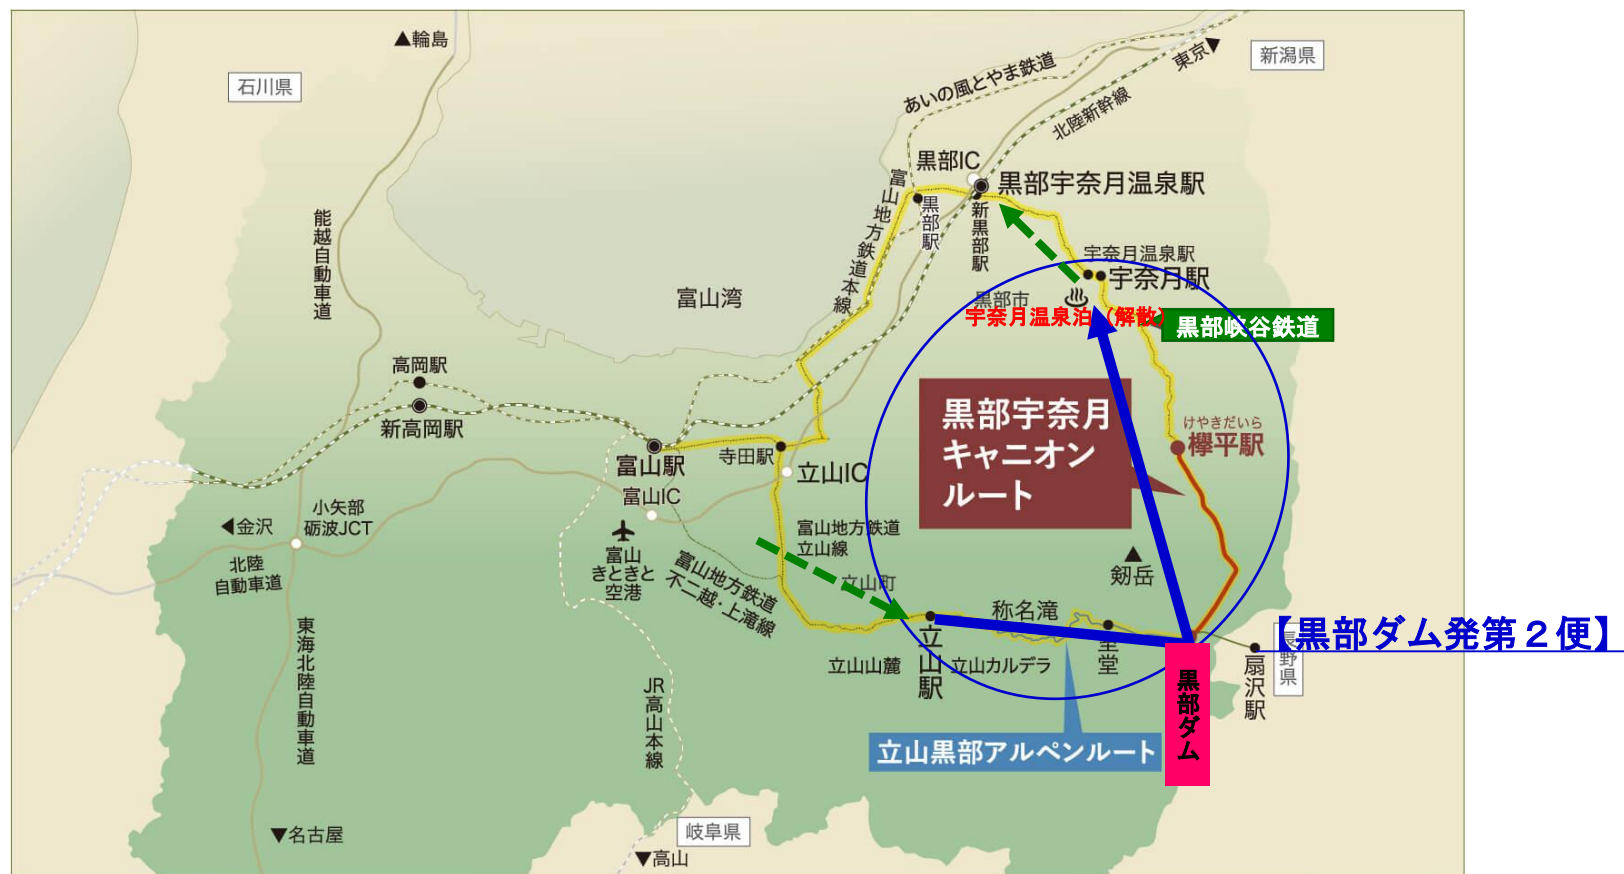 ▲輪島
石川県
新潟県
東京▼
あいの風とやま鉄道
北陸新幹線
黒部IC
黒部宇奈月温泉駅
富山地方鉄道本線
黒部駅
新黒部駅
能越自動車道
宇奈月温泉駅
宇奈月駅
富山湾
黒部市
宇奈月温泉泊(解散)
黒部峡谷鉄道
高岡駅
新高岡駅
黒部宇奈月
キャニオン
ルート
けやきだいら
欅平駅
富山駅
寺田駅
立山IC
富山IC
◀金沢
小矢部
砺波JCT
北陸
自動車道
富山
きときと
空港
富山地方鉄道
立山線
富山地方鉄道
不二越・上滝線
立山町
▲
剱岳
称名滝
東海北陸自動車道
立山駅
立山山麓
立山カルデラ
室堂
【黒部ダム発第２便】
長野県
扇沢駅
黒部ダム
JR高山本線
立山黒部アルペンルート
▼名古屋
岐阜県
▼高山